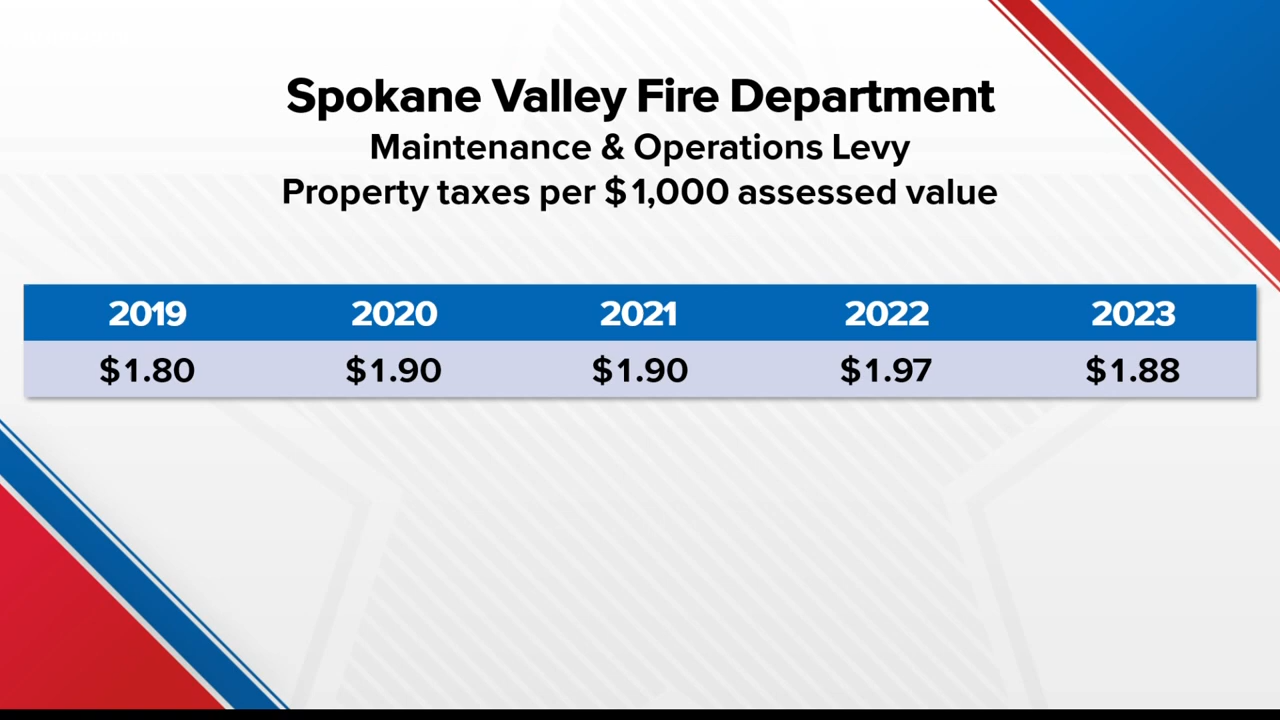 Spokane Valley Fire Department
Maintenance & Operations Levy
Property taxes per $1,000 assessed value
2019 2020 2021 2022 2023
$1.80 $1.90 $1.90 $1.97 $1.88